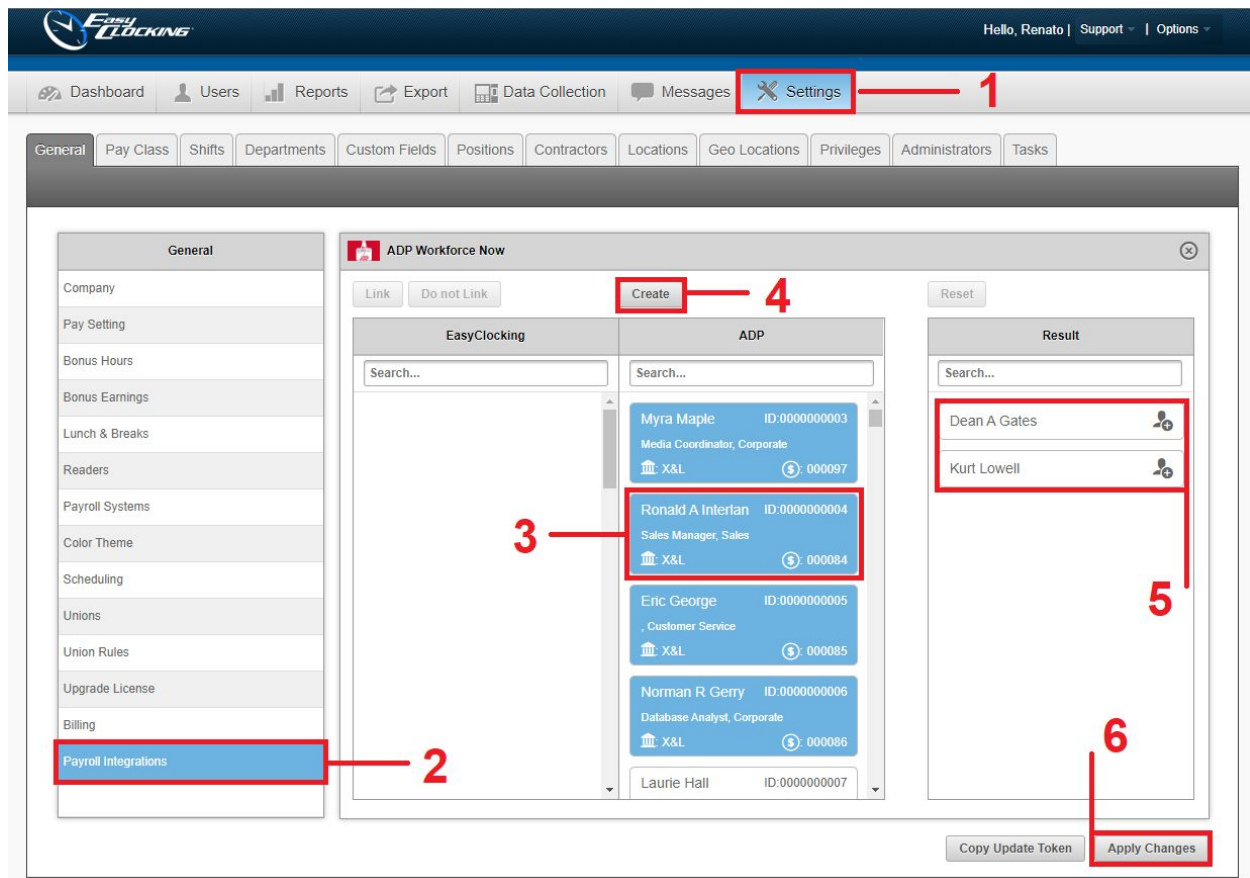 EASY CLOCKING
Hello, Renato | Support | Options
Dashboard Users Reports Export Data Collection Messages Settings 1
General Pay Class Shifts Departments Custom Fields Positions Contractors Locations Geo Locations Privileges Administrators Tasks
General
Company
Pay Setting
Bonus Hours
Bonus Earnings
Lunch & Breaks
Readers
Payroll Systems
Color Theme
Scheduling
Unions
Union Rules
Upgrade License
Billing
Payroll Integrations
2
ADP Workforce Now
Link Do not Link Create 4 Reset
EasyClocking
Search...
ADP
Search...
Myra Maple ID:0000000003
Media Coordinator, Corporate
: X&L $: 000097
3
Ronald A Interlan ID:0000000004
Sales Manager, Sales
: X&L $: 000084
Eric George ID:0000000005
, Customer Service
: X&L $: 000085
Norman R Gerry ID:0000000006
Database Analyst, Corporate
: X&L $: 000086
Laurie Hall ID:0000000007
Result
Search...
Dean A Gates
Kurt Lowell
5
6
Copy Update Token Apply Changes